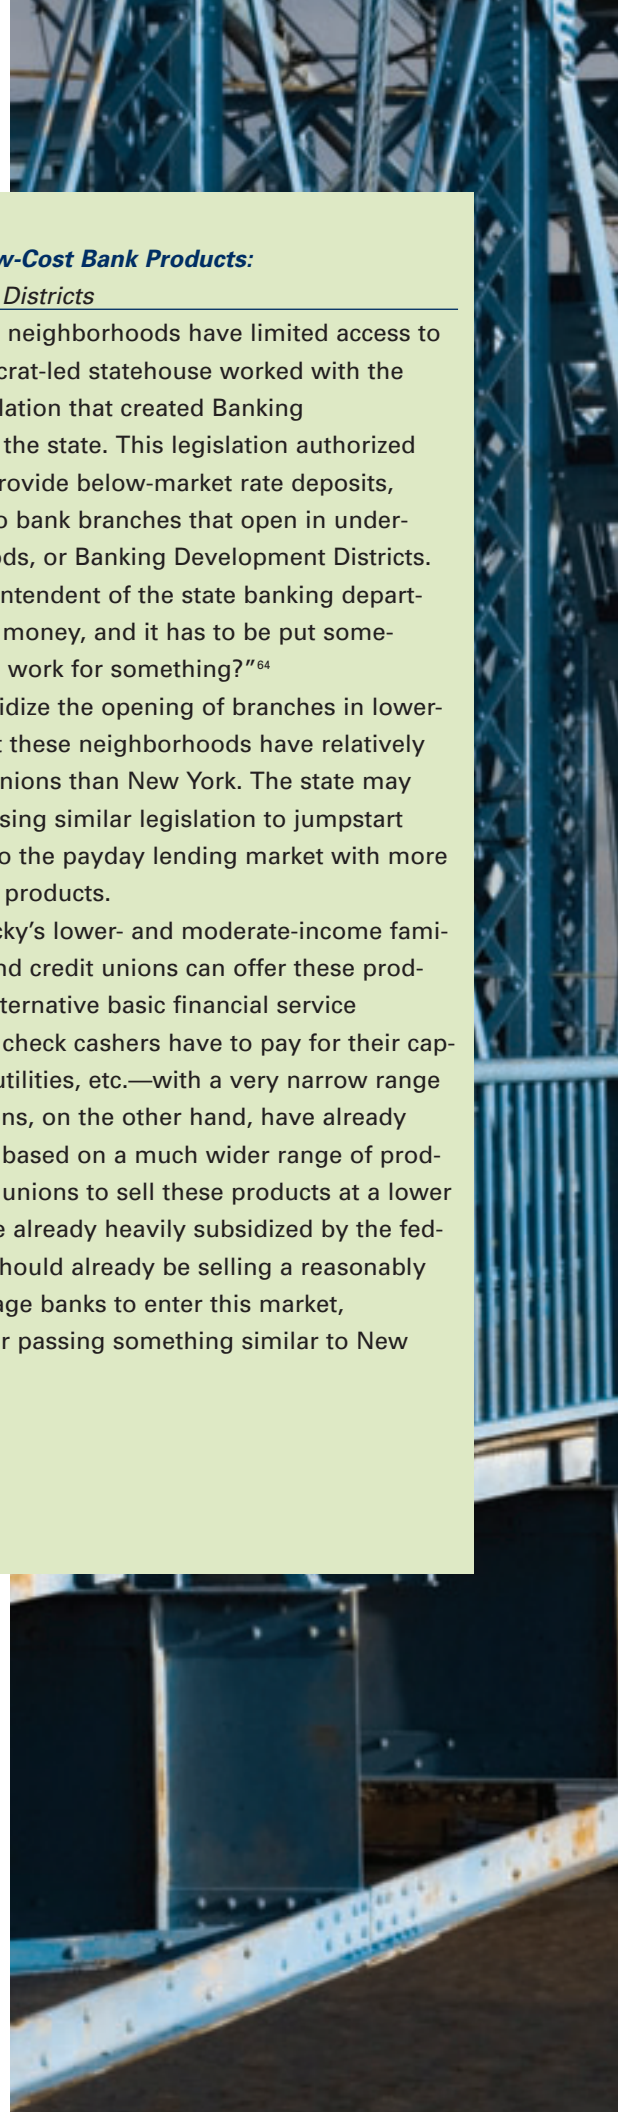 w-Cost Bank Products:
Districts
neighborhoods have limited access to
crat-led statehouse worked with the
lation that created Banking
the state. This legislation authorized
rovide below-market rate deposits,
o bank branches that open in under-
ods, or Banking Development Districts.
ntendent of the state banking depart-
money, and it has to be put some-
work for something?”64
idize the opening of branches in lower-
t these neighborhoods have relatively
nions than New York. The state may
sing similar legislation to jumpstart
o the payday lending market with more
products.
cky’s lower- and moderate-income fami-
nd credit unions can offer these prod-
ternative basic financial service
check cashers have to pay for their cap-
utilities, etc.—with a very narrow range
ns, on the other hand, have already
based on a much wider range of prod-
unions to sell these products at a lower
e already heavily subsidized by the fed-
should already be selling a reasonably
age banks to enter this market,
r passing something similar to New